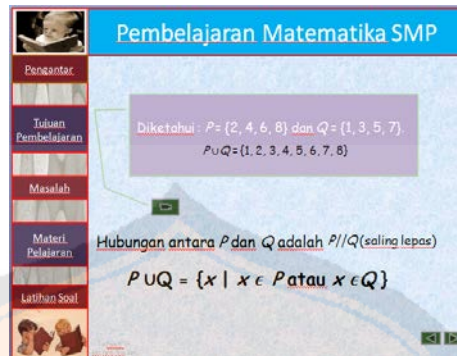 Pembelajaran Matematika SMP
Pengantar
Tujuan
Pembelajaran
Masalah
Materi
Pelajaran
Latihan Soal
Diketahui : P = {2, 4, 6, 8} dan Q = {1, 3, 5, 7}.
P∪Q = {1, 2, 3, 4, 5, 6, 7, 8}
Hubungan antara P dan Q adalah P//Q (saling lepas)
P ∪Q = {x | x ϵ P atau x ϵ Q }